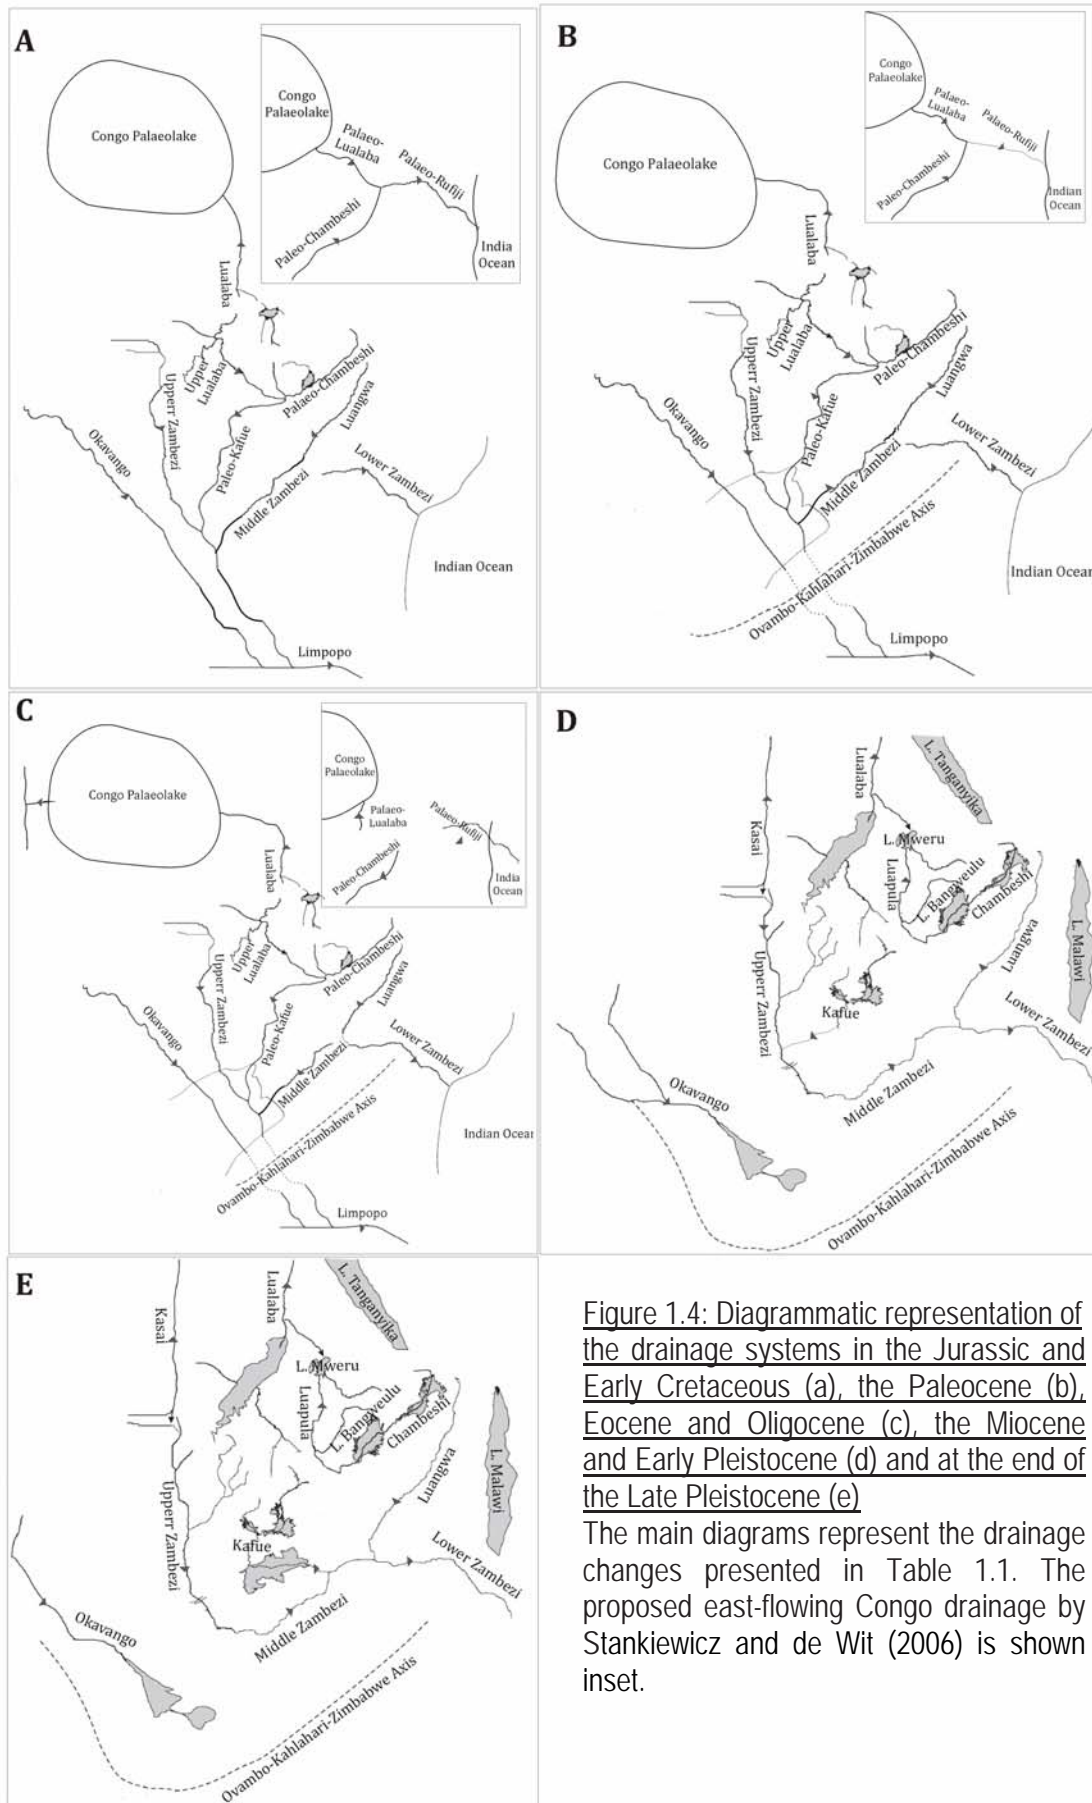 A
Congo
Palaeolake
Congo Palaeolake
Palaeo-
Lualaba
Palaeo-Rufiji
Paleo-Chambeshi
India
Ocean
Lualaba
Upper
Lualaba
Upperr Zambezi
Palaeo-Chambeshi
Luangwa
Okavango
Paleo-Kafue
Middle Zambezi
Lower Zambezi
Indian Ocean
Limpopo
B
Congo
Palaeolake
Palaeo-
Lualaba
Palaeo-Rufiji
Paleo-Chambeshi
Indian
Ocean
Congo Palaeolake
Lualaba
Upper
Lualaba
Upperr Zambezi
Paleo-Chambeshi
Luangwa
Okavango
Paleo-Kafue
Middle Zambezi
Lower Zambezi
Ovambo-Kahlahari-Zimbabwe Axis
Indian Ocean
Limpopo
C
Congo
Palaeolake
Palaeo-
Lualaba
Palaeo-Rufiji
Paleo-Chambeshi
India
Ocean
Congo Palaeolake
Lualaba
Upper
Lualaba
Upperr Zambezi
Paleo-Chambeshi
Luangwa
Okavango
Paleo-Kafue
Middle Zambezi
Lower Zambezi
Ovambo-Kahlahari-Zimbabwe Axis
Indian Ocean
Limpopo
D
Lualaba
L. Tanganyika
Kasai
L. Mweru
Luapula
L. Bangweulu
Chambeshi
Luangwa
L. Malawi
Upperr Zambezi
Kafue
Lower Zambezi
Middle Zambezi
Okavango
Ovambo-Kahlahari-Zimbabwe Axis
E
Lualaba
L. Tanganyika
Kasai
L. Mweru
Luapula
L. Bangweulu
Chambeshi
Luangwa
L. Malawi
Upperr Zambezi
Kafue
Lower Zambezi
Middle Zambezi
Okavango
Ovambo-Kahlahari-Zimbabwe Axis
Figure 1.4: Diagrammatic representation of
the drainage systems in the Jurassic and
Early Cretaceous (a), the Paleocene (b),
Eocene and Oligocene (c), the Miocene
and Early Pleistocene (d) and at the end of
the Late Pleistocene (e)
The main diagrams represent the drainage
changes presented in Table 1.1. The
proposed east-flowing Congo drainage by
Stankiewicz and de Wit (2006) is shown
inset.